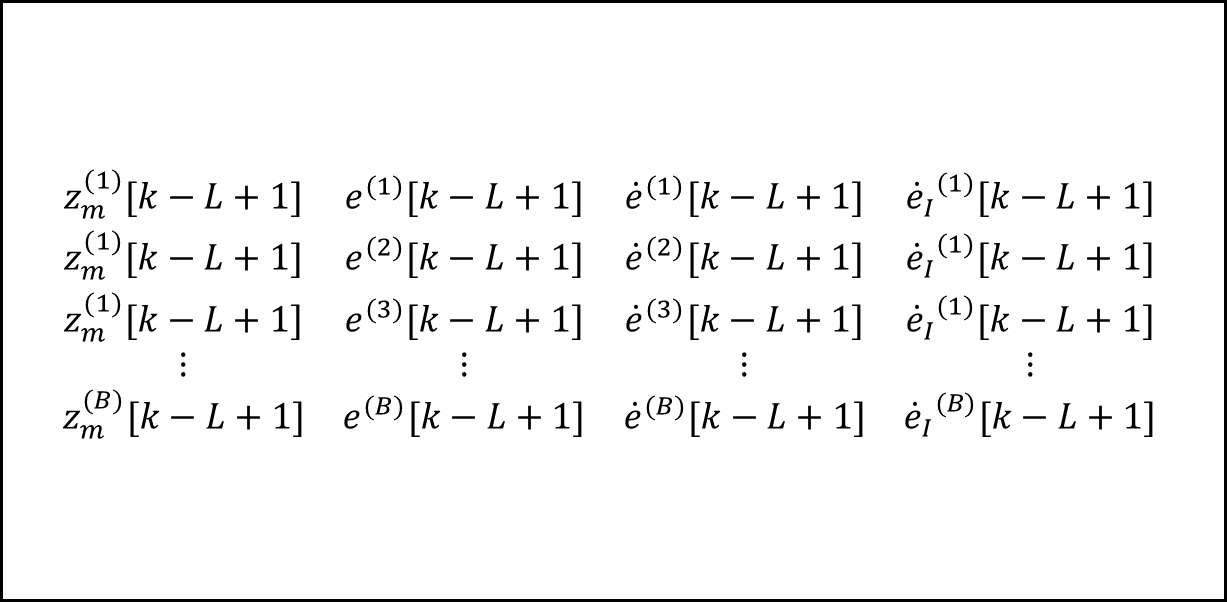 z_m^{(1)}[k − L + 1] e^{(1)}[k − L + 1] ė^{(1)}[k − L + 1] ė_I^{(1)}[k − L + 1]
z_m^{(1)}[k − L + 1] e^{(2)}[k − L + 1] ė^{(2)}[k − L + 1] ė_I^{(1)}[k − L + 1]
z_m^{(1)}[k − L + 1] e^{(3)}[k − L + 1] ė^{(3)}[k − L + 1] ė_I^{(1)}[k − L + 1]
⋮ ⋮ ⋮ ⋮
z_m^{(B)}[k − L + 1] e^{(B)}[k − L + 1] ė^{(B)}[k − L + 1] ė_I^{(B)}[k − L + 1]